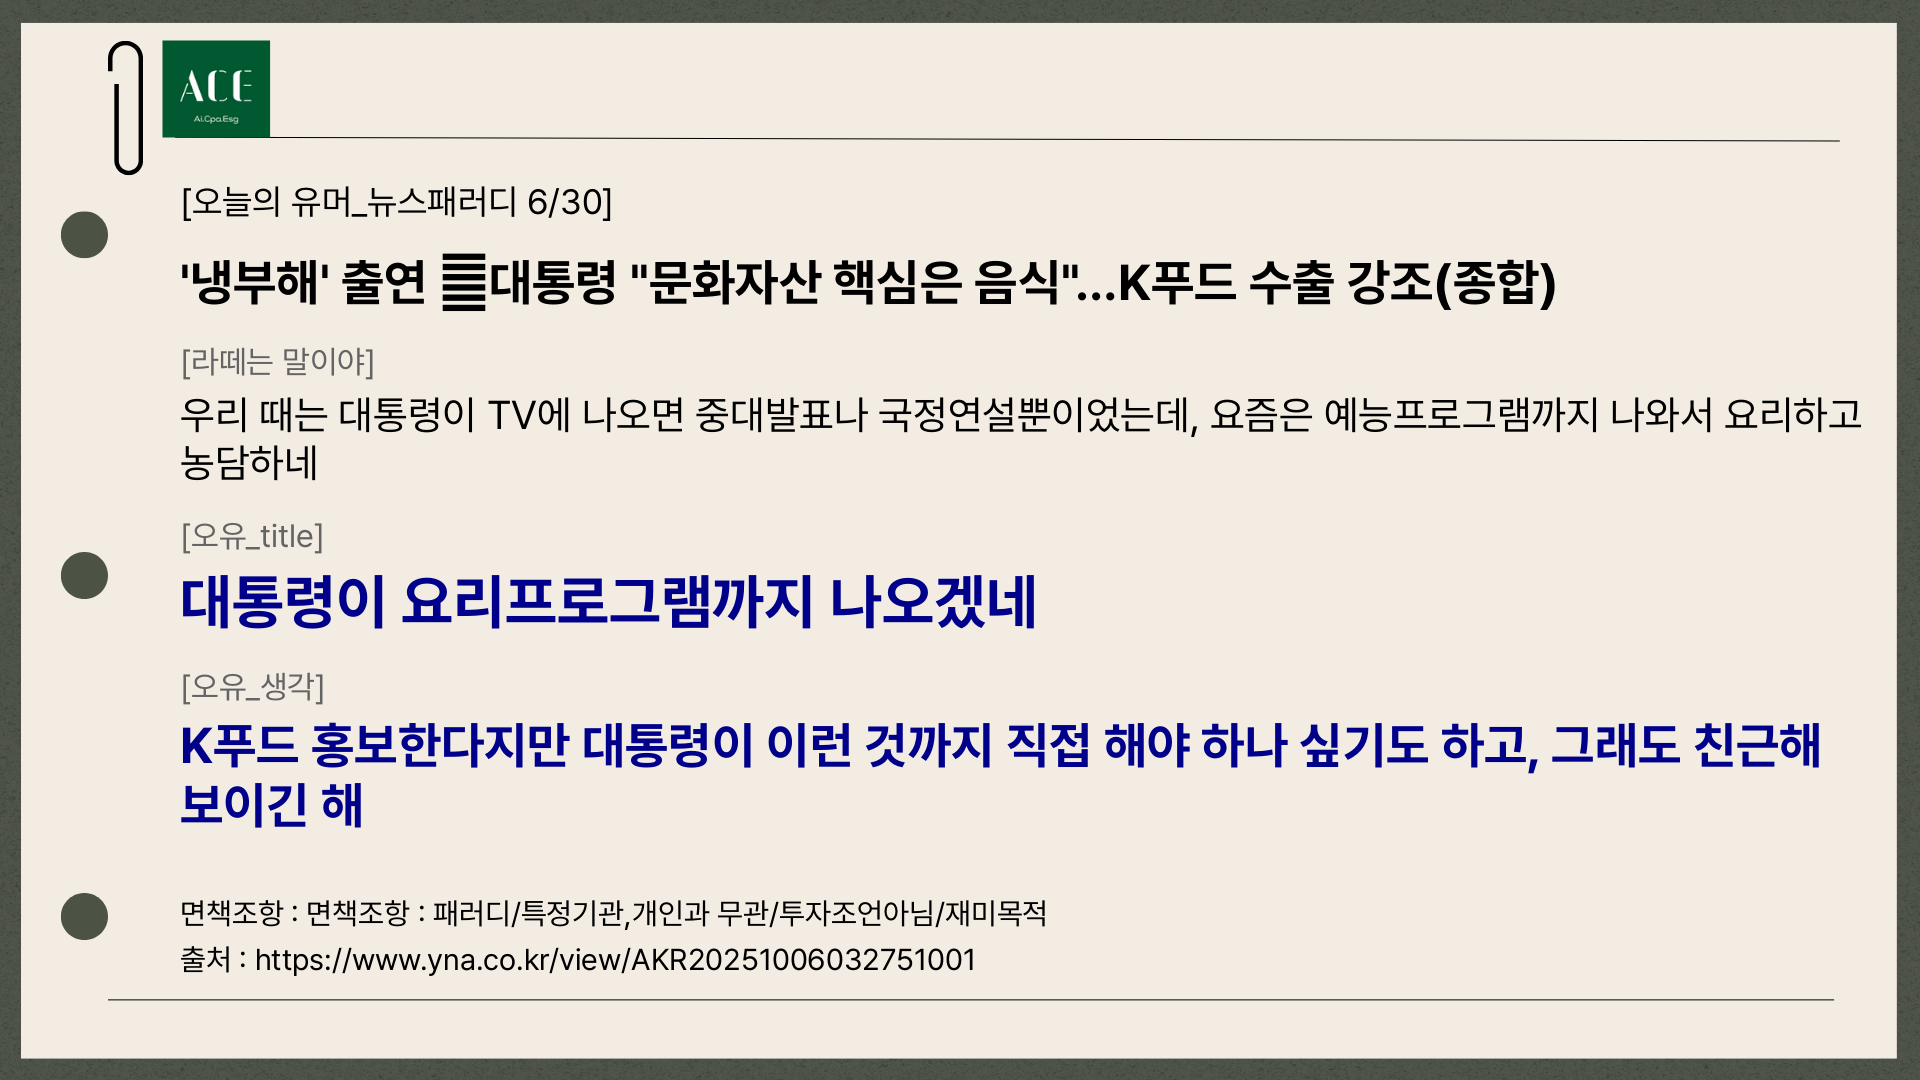 ACE
Ai.Cpa.Esg
[오늘의 유머_뉴스패러디 6/30]
'냉부해' 출연 대통령 "문화자산 핵심은 음식"...K푸드 수출 강조(종합)
[라떼는 말이야]
우리 때는 대통령이 TV에 나오면 중대발표나 국정연설뿐이었는데, 요즘은 예능프로그램까지 나와서 요리하고
농담하네
[오유_title]
대통령이 요리프로그램까지 나오겠네
[오유_생각]
K푸드 홍보한다지만 대통령이 이런 것까지 직접 해야 하나 싶기도 하고, 그래도 친근해
보이긴 해
면책조항 : 면책조항 : 패러디/특정기관,개인과 무관/투자조언아님/재미목적
출처 : https://www.yna.co.kr/view/AKR20251006032751001